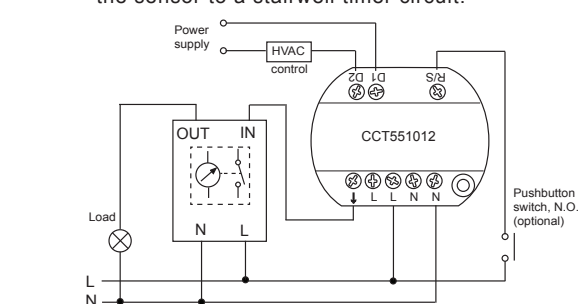 the sensor to a stairwell timer circuit.
Power
supply
HVAC
control
D2 D1 R/S
CCT551012
OUT IN
L L N N
N L
Load
Pushbutton
switch, N.O.
(optional)
L
N